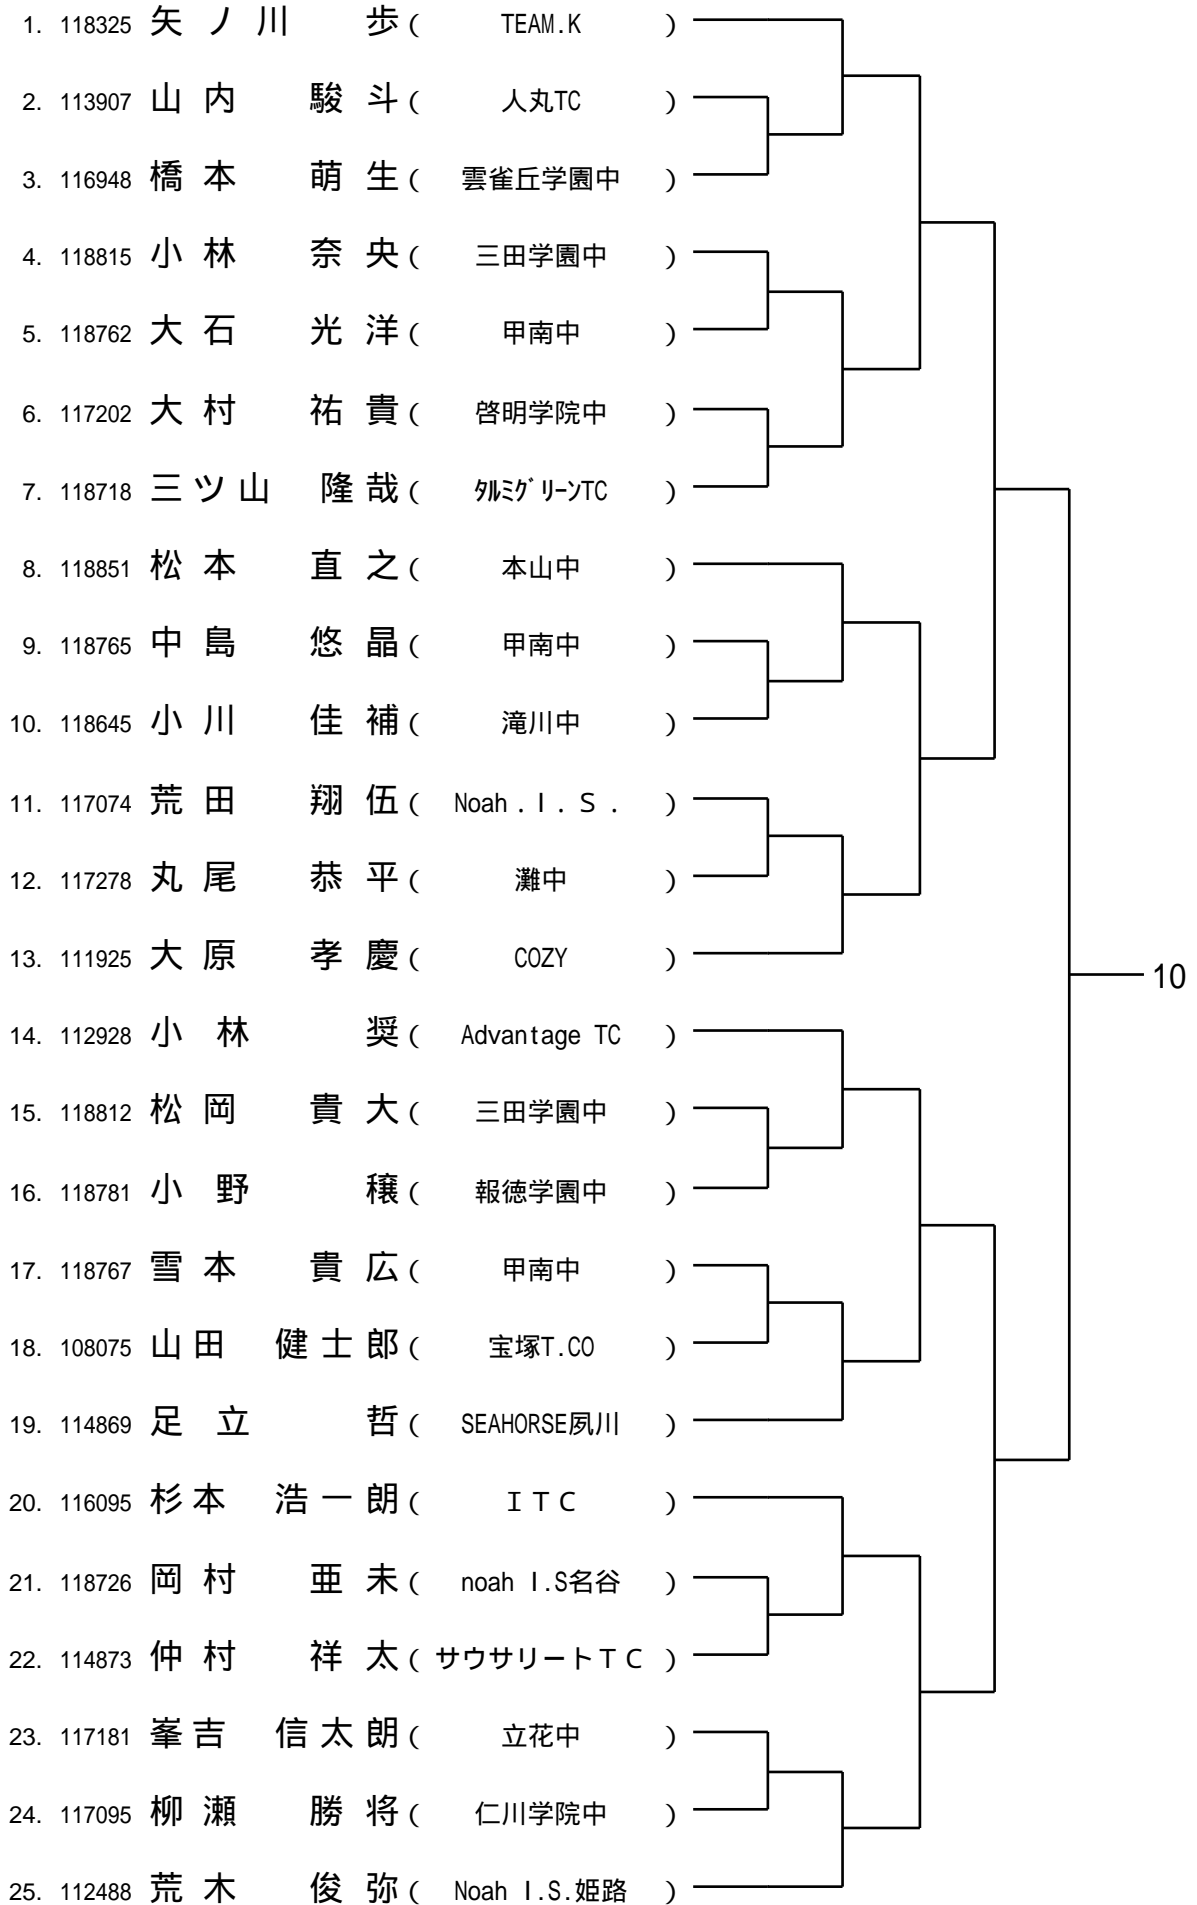 1. 118325 矢ノ川 歩 ( TEAM.K )
2. 113907 山内 駿斗 ( 人丸TC )
3. 116948 橋本 萌生 ( 雲雀丘学園中 )
4. 118815 小林 奈央 ( 三田学園中 )
5. 118762 大石 光洋 ( 甲南中 )
6. 117202 大村 祐貴 ( 啓明学院中 )
7. 118718 三ツ山 隆哉 ( ﾀﾙﾐｸﾞﾘｰﾝTC )
8. 118851 松本 直之 ( 本山中 )
9. 118765 中島 悠晶 ( 甲南中 )
10. 118645 小川 佳補 ( 滝川中 )
11. 117074 荒田 翔伍 ( Noah．I．Ｓ． )
12. 117278 丸尾 恭平 ( 灘中 )
13. 111925 大原 孝慶 ( COZY )
10
14. 112928 小林 奨 ( Advantage TC )
15. 118812 松岡 貴大 ( 三田学園中 )
16. 118781 小野 穣 ( 報徳学園中 )
17. 118767 雪本 貴広 ( 甲南中 )
18. 108075 山田 健士郎 ( 宝塚T.CO )
19. 114869 足立 哲 ( SEAHORSE夙川 )
20. 116095 杉本 浩一朗 ( ＩＴＣ )
21. 118726 岡村 亜未 ( noah I.S名谷 )
22. 114873 仲村 祥太 ( サウサリートＴＣ )
23. 117181 峯吉 信太朗 ( 立花中 )
24. 117095 柳瀬 勝将 ( 仁川学院中 )
25. 112488 荒木 俊弥 ( Noah I.S.姫路 )